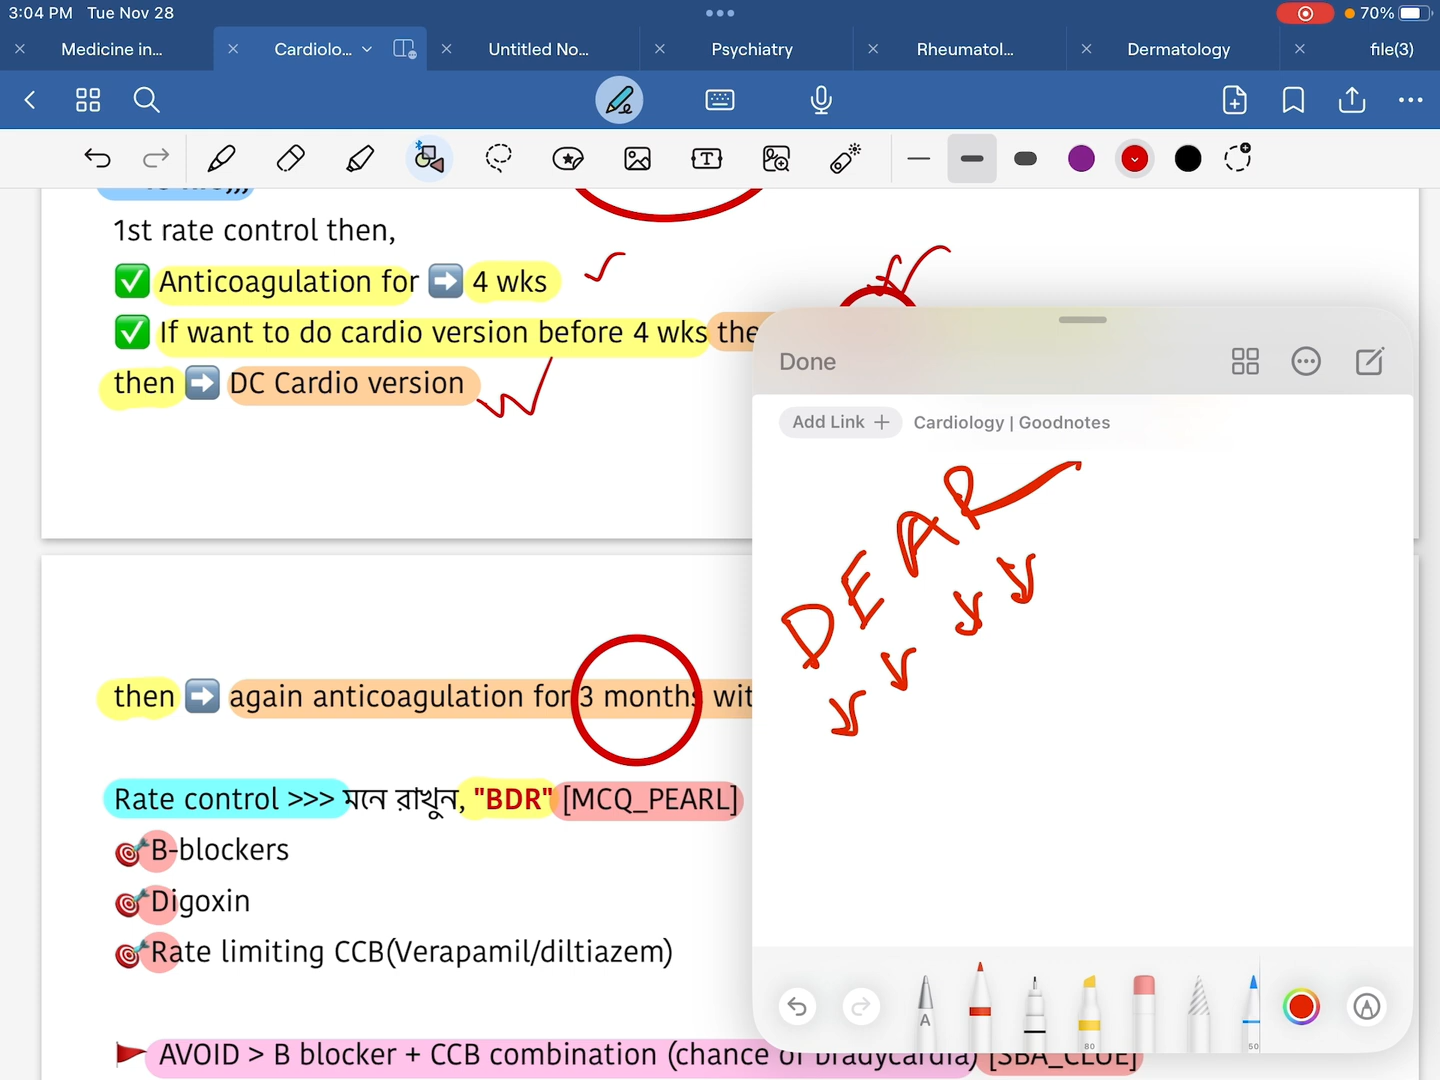 3:04 PM Tue Nov 28
70%
Medicine in...
Cardiolo...
Untitled No...
Psychiatry
Rheumatol...
Dermatology
file(3)
1st rate control then,
Anticoagulation for 4 wks
If want to do cardio version before 4 wks the
then DC Cardio version
then again anticoagulation for 3 months wit
Rate control >>> মনে রাখুন, "BDR" [MCQ_PEARL]
B-blockers
Digoxin
Rate limiting CCB(Verapamil/diltiazem)
AVOID > B blocker + CCB combination (chance of bradycardia) [SBA_CLUE]
Done
Add Link + Cardiology | Goodnotes
DEAR
A
80
50